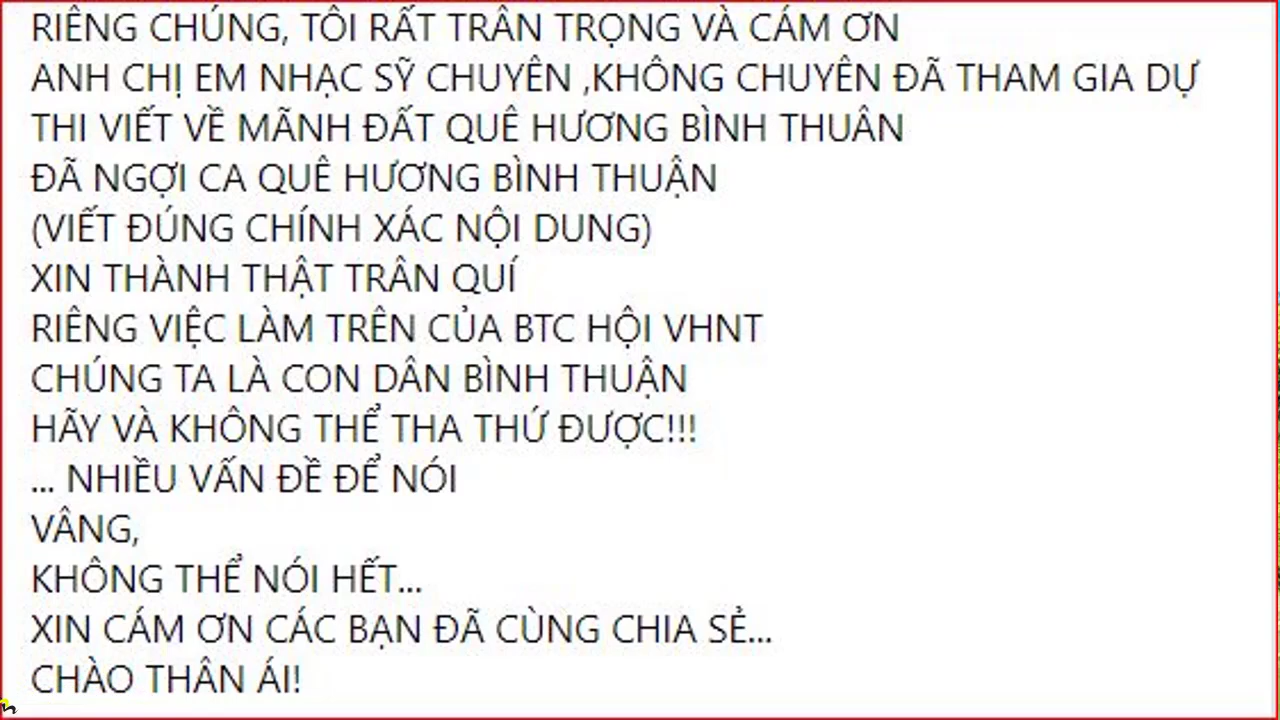 RIÊNG CHÚNG, TÔI RẤT TRÂN TRỌNG VÀ CÁM ƠN
ANH CHỊ EM NHẠC SỸ CHUYÊN ,KHÔNG CHUYÊN ĐÃ THAM GIA DỰ
THI VIẾT VỀ MÃNH ĐẤT QUÊ HƯƠNG BÌNH THUÂN
ĐÃ NGỢI CA QUÊ HƯƠNG BÌNH THUẬN
(VIẾT ĐÚNG CHÍNH XÁC NỘI DUNG)
XIN THÀNH THẬT TRÂN QUÍ
RIÊNG VIỆC LÀM TRÊN CỦA BTC HỘI VHNT
CHÚNG TA LÀ CON DÂN BÌNH THUẬN
HÃY VÀ KHÔNG THỂ THA THỨ ĐƯỢC!!!
... NHIỀU VẤN ĐỀ ĐỂ NÓI
VÂNG,
KHÔNG THỂ NÓI HẾT...
XIN CÁM ƠN CÁC BẠN ĐÃ CÙNG CHIA SẺ...
CHÀO THÂN ÁI!